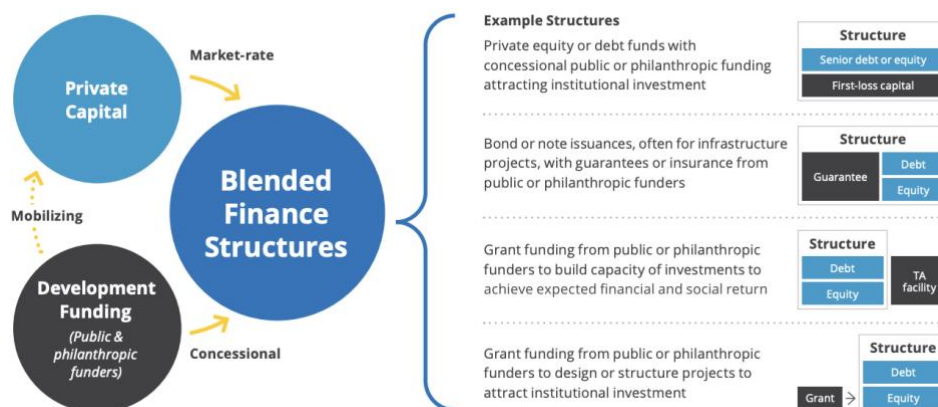 Market-rate
Private
Capital
Mobilizing
Blended
Finance
Structures
Development
Funding
(Public &
philanthropic
funders)
Concessional
Example Structures
Private equity or debt funds with
concessional public or philanthropic funding
attracting institutional investment
Structure
Senior debt or equity
First-loss capital
Bond or note issuances, often for infrastructure
projects, with guarantees or insurance from
public or philanthropic funders
Structure
Guarantee
Debt
Equity
Grant funding from public or philanthropic
funders to build capacity of investments to
achieve expected financial and social return
Structure
Debt
Equity
TA
facility
Grant funding from public or philanthropic
funders to design or structure projects to
attract institutional investment
Structure
Debt
Grant
Equity